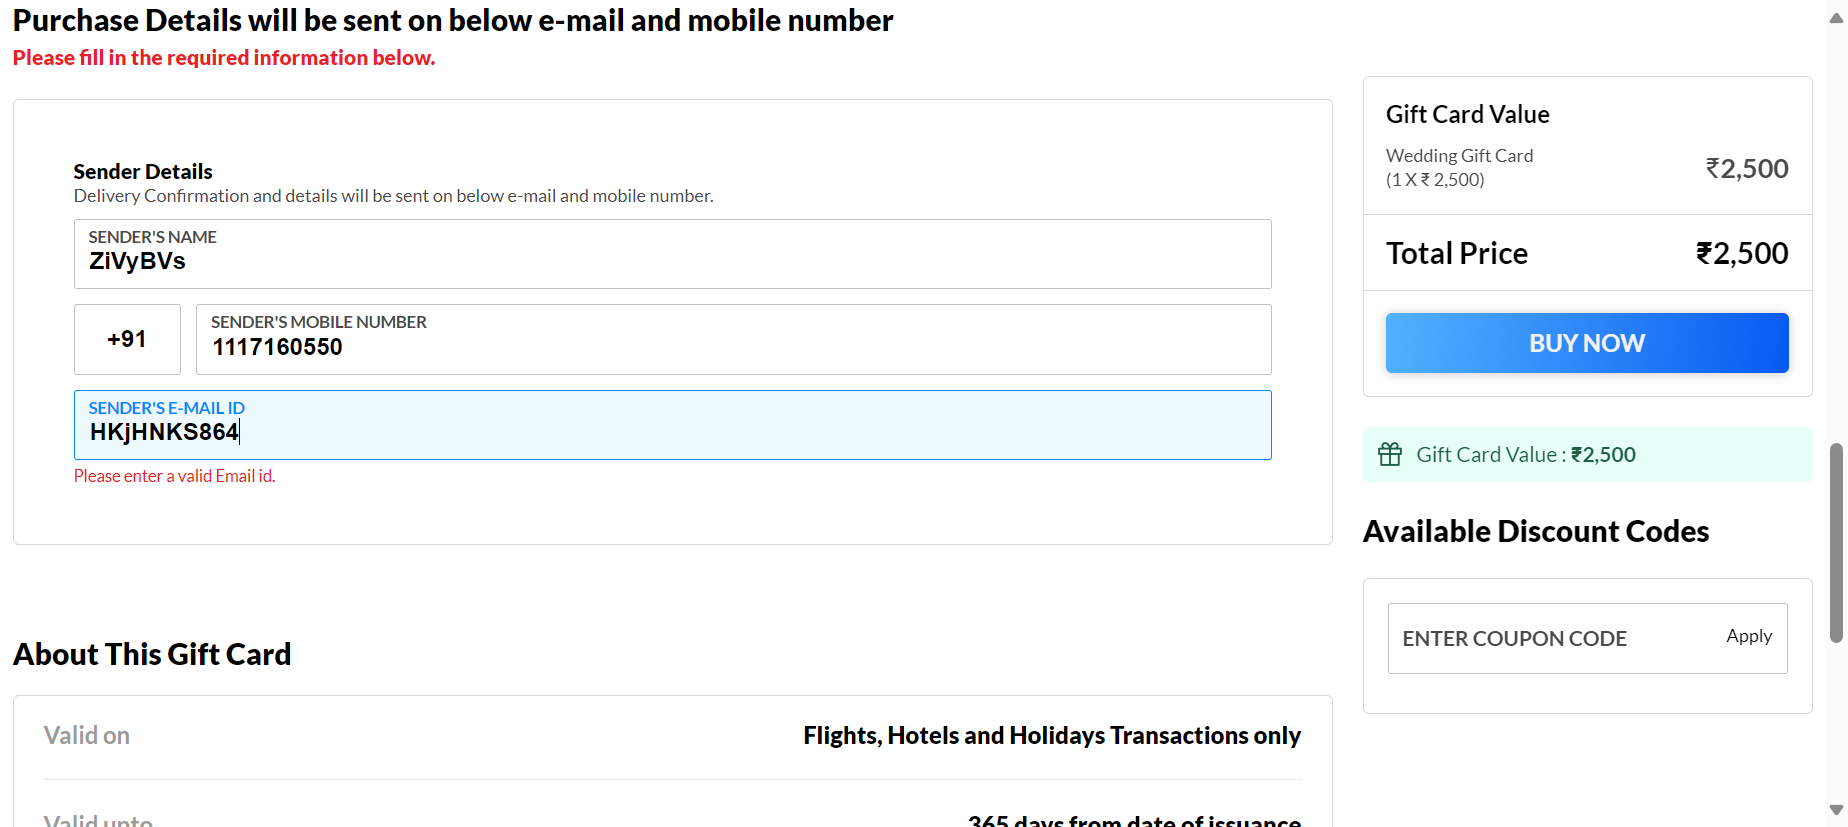 Purchase Details will be sent on below e-mail and mobile number
Please fill in the required information below.
Sender Details
Delivery Confirmation and details will be sent on below e-mail and mobile number.
SENDER'S NAME
ZiVyBVs
+91
SENDER'S MOBILE NUMBER
1117160550
SENDER'S E-MAIL ID
HKjHNKS864
Please enter a valid Email id.
About This Gift Card
Valid on
Flights, Hotels and Holidays Transactions only
Valid upto
365 days from date of issuance
Gift Card Value
Wedding Gift Card
(1 X ₹ 2,500)
₹2,500
Total Price
₹2,500
BUY NOW
Gift Card Value : ₹2,500
Available Discount Codes
ENTER COUPON CODE
Apply